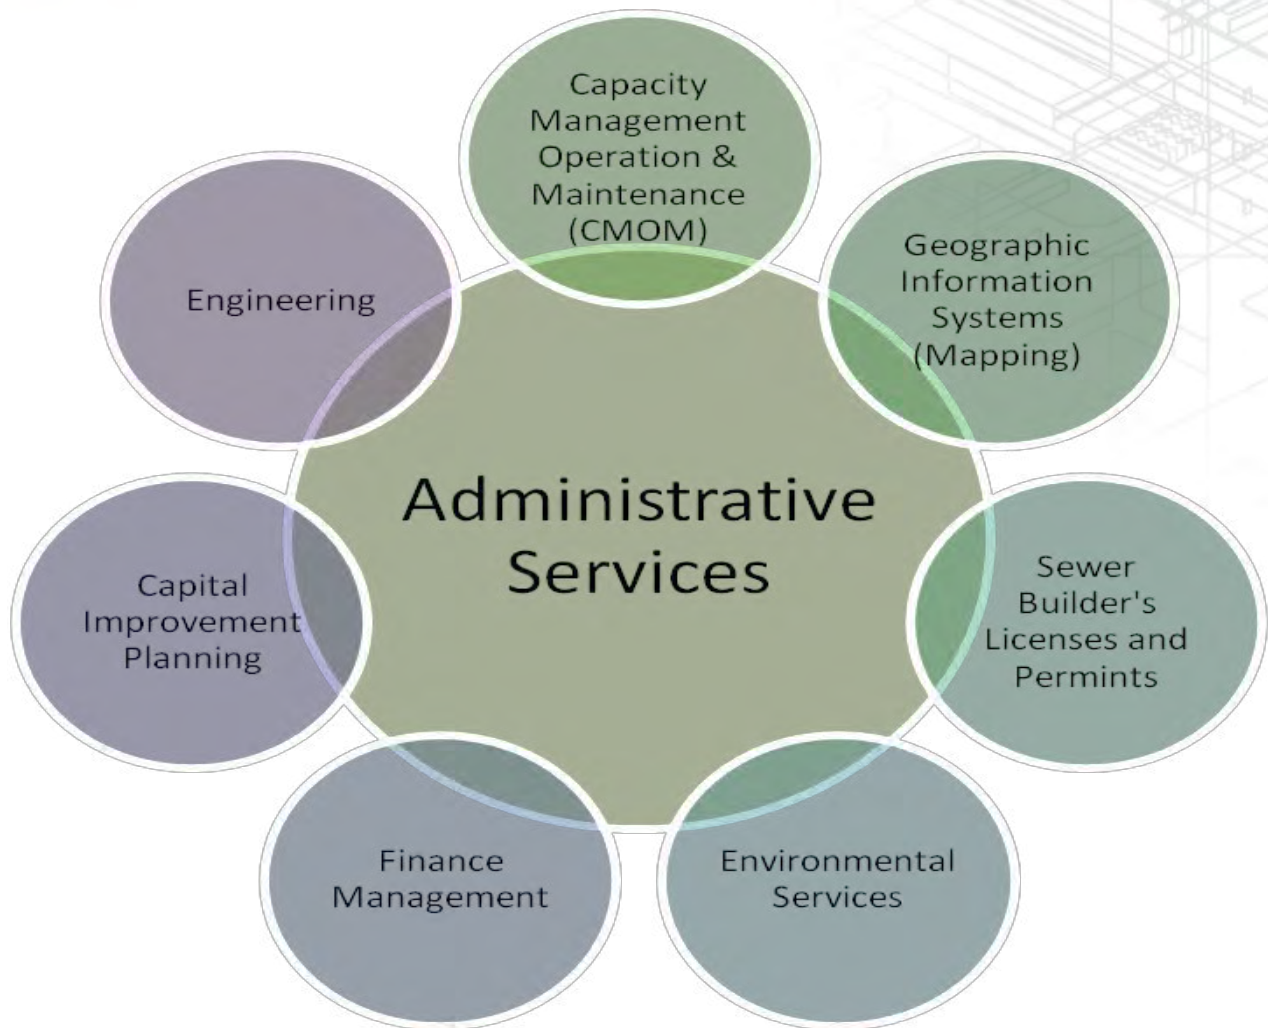 Capacity
Management
Operation &
Maintenance
(CMOM)
Geographic
Information
Systems
(Mapping)
Sewer
Builder's
Licenses and
Permints
Environmental
Services
Finance
Management
Capital
Improvement
Planning
Engineering
Administrative
Services